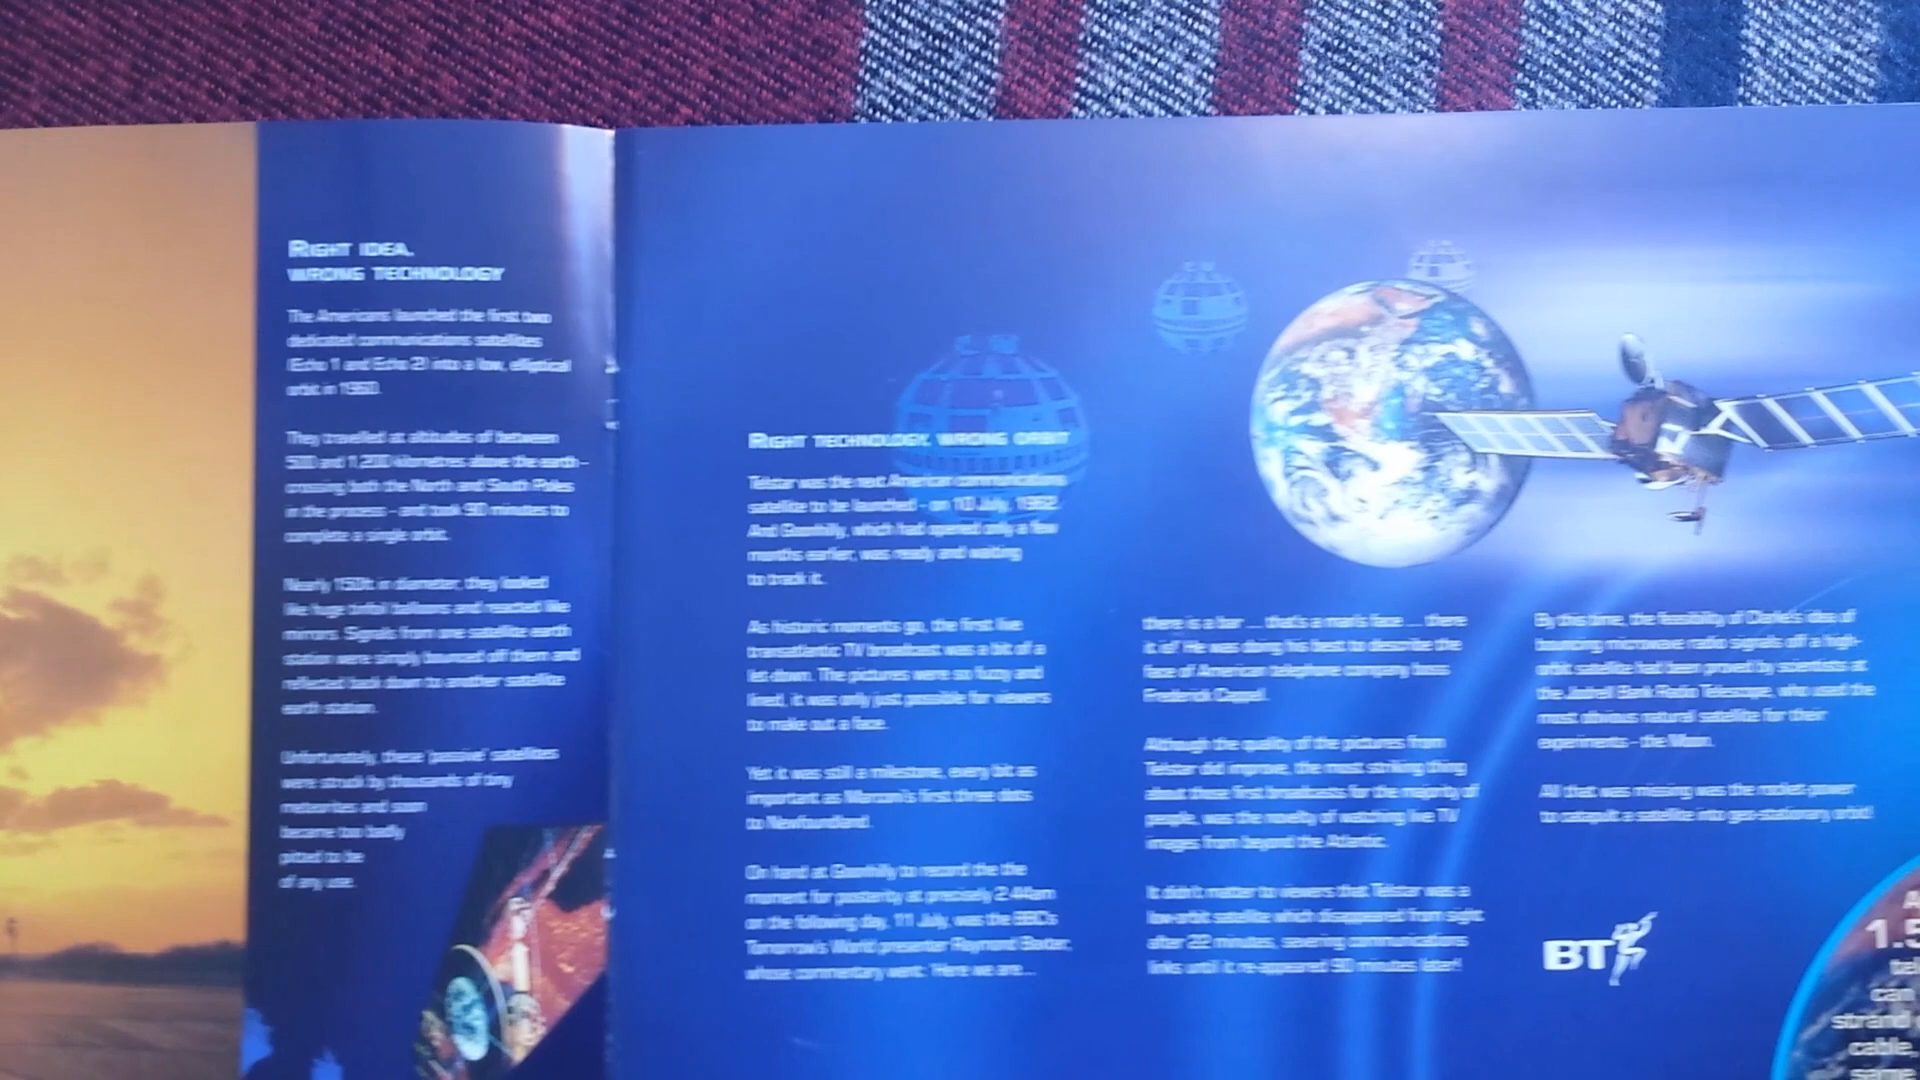 RIGHT IDEA,
WRONG TECHNOLOGY
The Americans launched the first two
dedicated communications satellites
(Echo 1 and Echo 2) into a low, elliptical
orbit in 1960.
They travelled at altitudes of between
500 and 1,200 kilometres above the earth -
crossing both the North and South Poles
in the process - and took 90 minutes to
complete a single orbit.
Nearly 150ft in diameter, they looked
like huge tinfoil balloons and reacted like
mirrors. Signals from one satellite earth
station were simply bounced off them and
reflected back down to another satellite
earth station.
Unfortunately, these 'passive' satellites
were struck by thousands of tiny
meteorites and soon
became too badly
pitted to be
of any use.
RIGHT TECHNOLOGY, WRONG ORBIT
Telstar was the next American communications
satellite to be launched - on 10 July, 1962.
And Goonhilly, which had opened only a few
months earlier, was ready and waiting
to track it.
As historic moments go, the first live
transatlantic TV broadcast was a bit of a
let-down. The pictures were so fuzzy and
lined, it was only just possible for viewers
to make out a face.
Yet it was still a milestone, every bit as
important as Marconi's first three dots
to Newfoundland.
On hand at Goonhilly to record the the
moment for posterity at precisely 2.44am
on the following day, 11 July, was the BBC's
Tomorrow's World presenter Raymond Baxter,
whose commentary went: 'Here we are...
there is a bar ... that's a man's face ... there
it is!' He was doing his best to describe the
face of American telephone company boss
Frederick
Although the quality of the pictures from
Telstar did improve, the most striking thing
about those first broadcasts for the majority of
people, was the novelty of watching live TV
images from beyond the Atlantic.
It didn't matter to viewers that Telstar was a
low-orbit satellite which disappeared from sight
after 22 minutes, severing communications
links until it re-appeared 90 minutes later!
By this time, the feasibility of Clarke's idea of
bouncing microwave radio signals off a high-
orbit satellite had been proved by scientists at
the Jodrell Bank Radio Telescope, who used the
most obvious natural satellite for their
experiments - the Moon.
All that was missing was the rocket power
to catapult a satellite into geo-stationary orbit!
BT
A
1.5
tel
can
strand
cable,
same